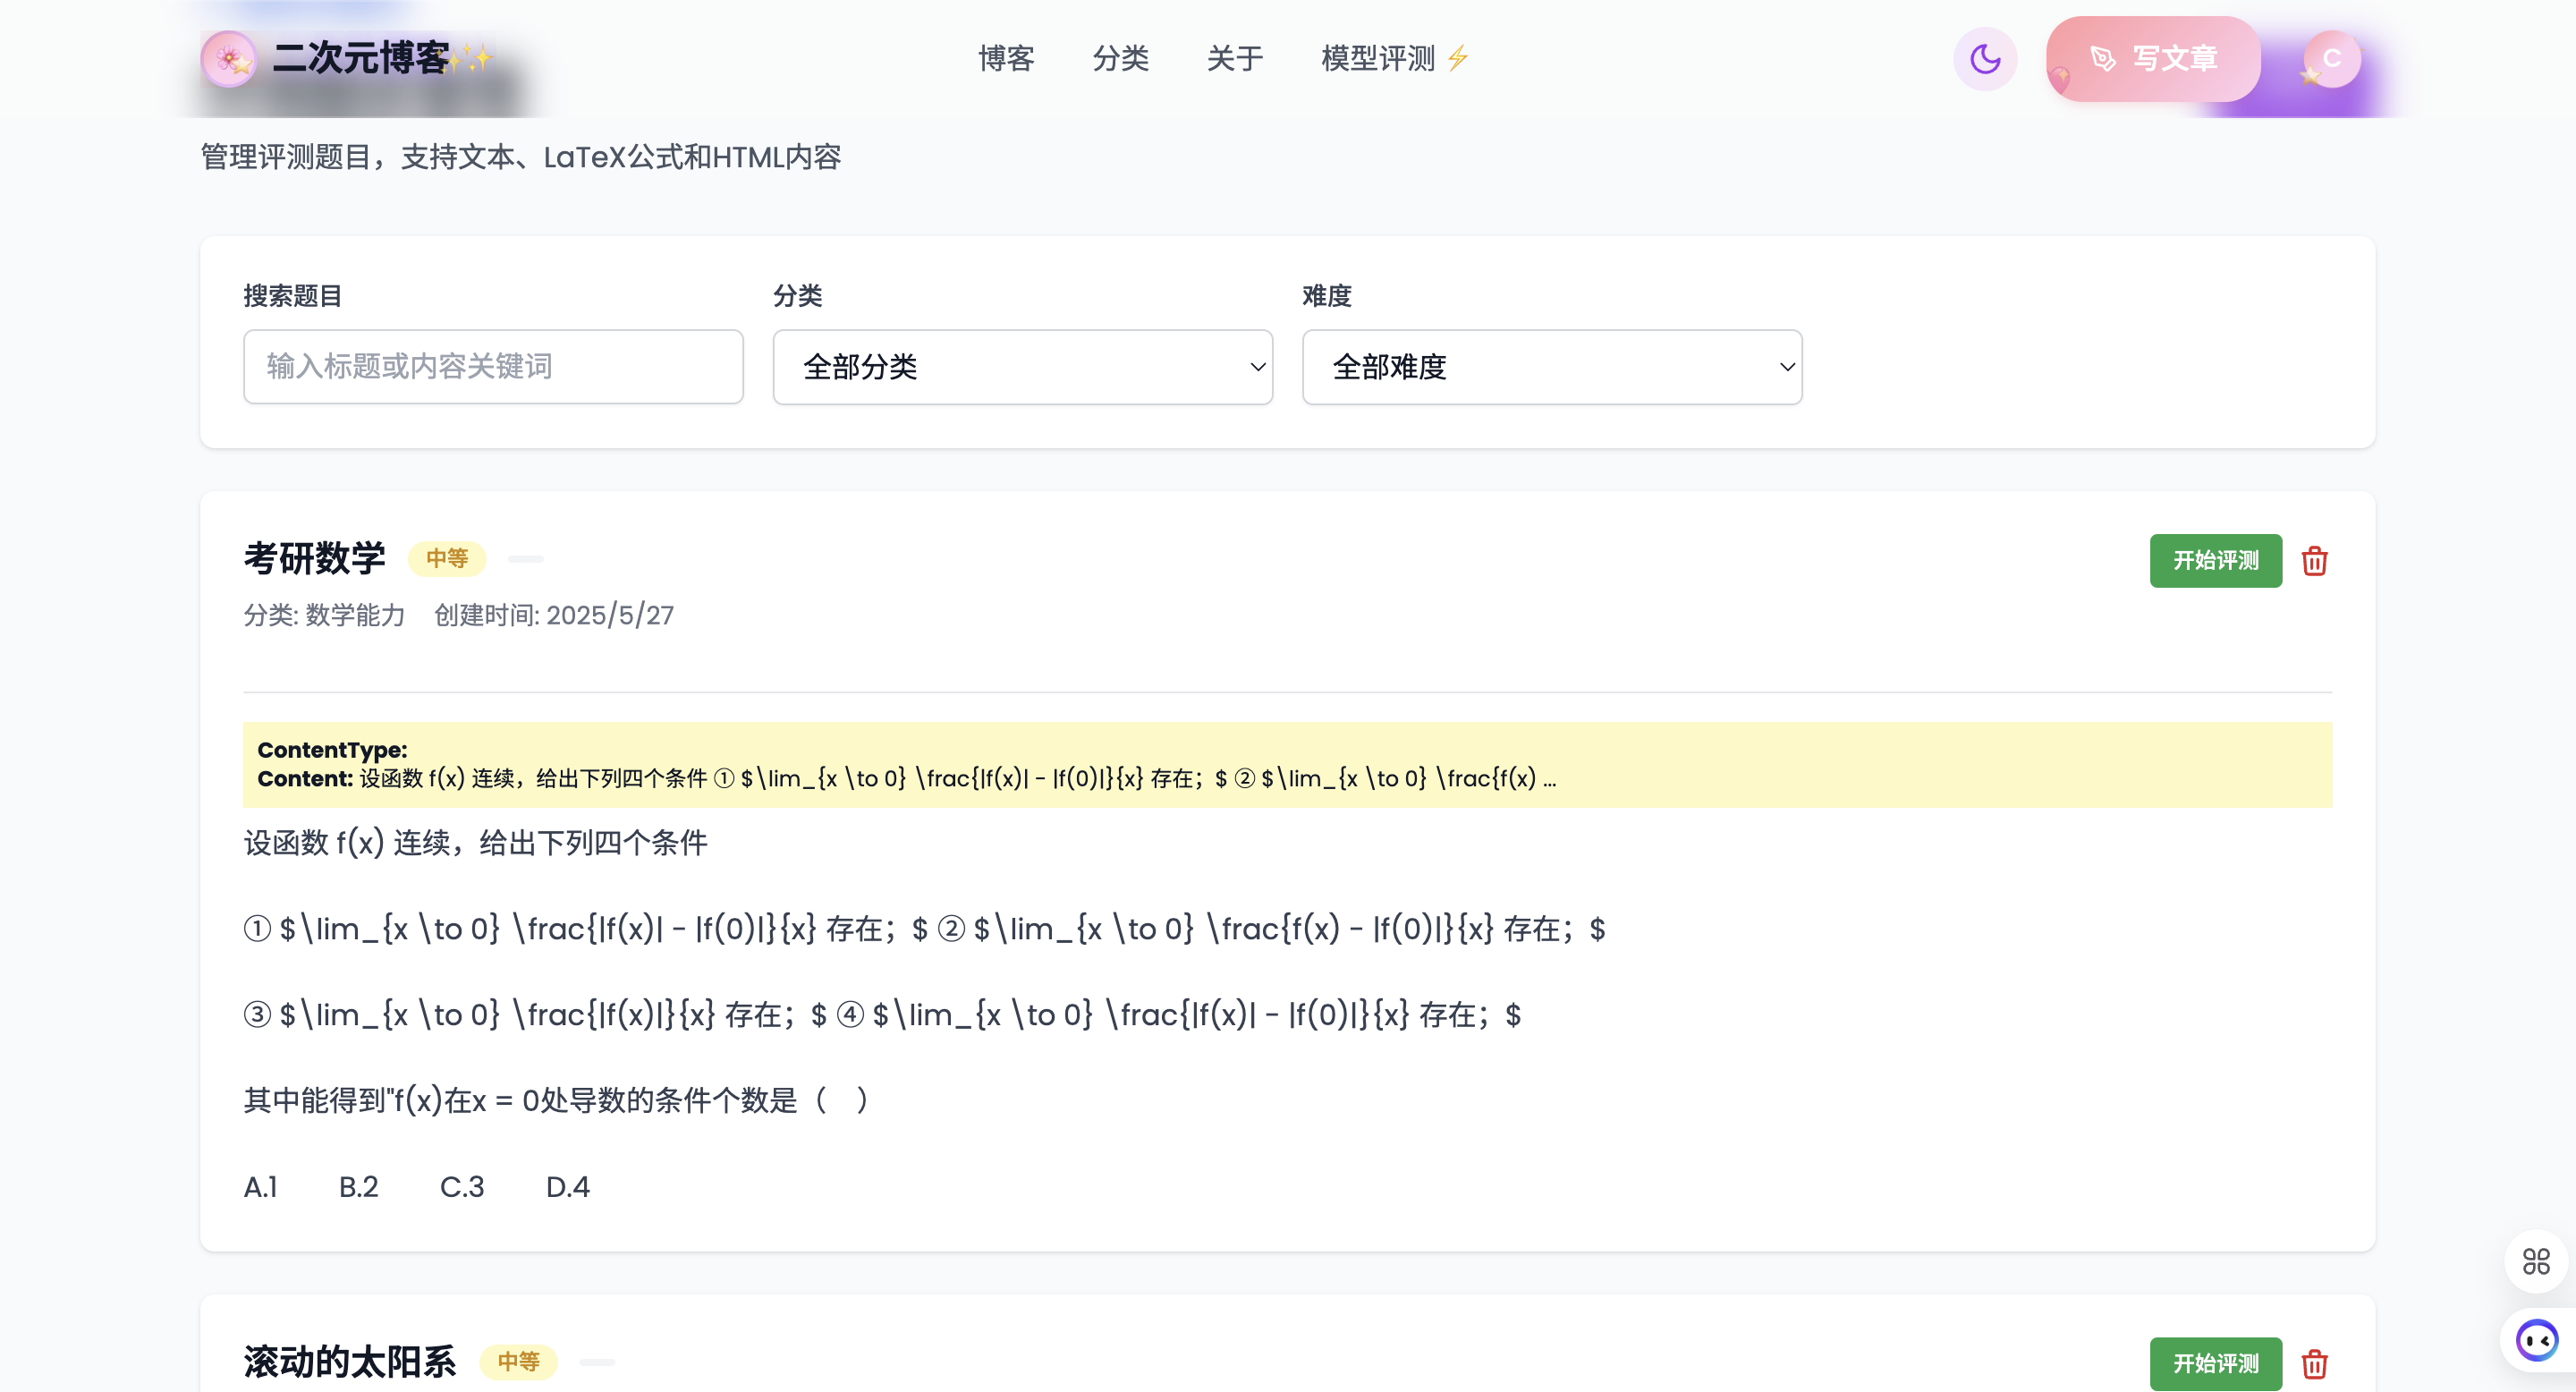 二次元博客✨
博客
分类
关于
模型评测⚡
写文章
C
管理评测题目，支持文本、LaTeX公式和HTML内容
搜索题目
分类
难度
输入标题或内容关键词
全部分类
全部难度
考研数学
中等
开始评测
分类: 数学能力 创建时间: 2025/5/27
ContentType:
Content: 设函数 f(x) 连续，给出下列四个条件 ① $\lim_{x \to 0} \frac{|f(x)| - |f(0)|}{x} 存在；$ ② $\lim_{x \to 0} \frac{f(x) ...
设函数 f(x) 连续，给出下列四个条件
① $\lim_{x \to 0} \frac{|f(x)| - |f(0)|}{x} 存在；$ ② $\lim_{x \to 0} \frac{f(x) - |f(0)|}{x} 存在；$
③ $\lim_{x \to 0} \frac{|f(x)|}{x} 存在；$ ④ $\lim_{x \to 0} \frac{|f(x)| - |f(0)|}{x} 存在；$
其中能得到"f(x)在x = 0处导数的条件个数是（　）
A.1 B.2 C.3 D.4
滚动的太阳系
中等
开始评测